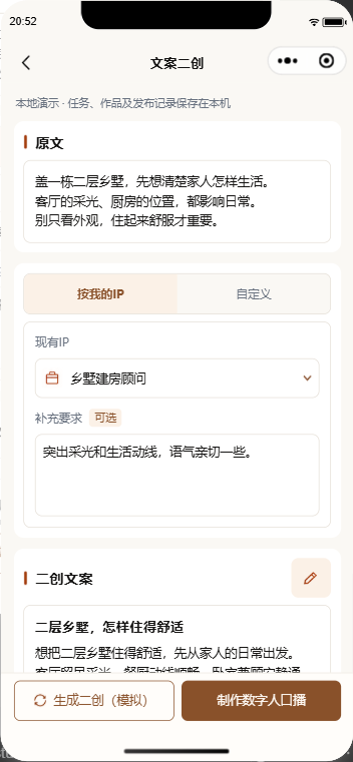 20:52
文案二创
本地演示 · 任务、作品及发布记录保存在本机
原文
盖一栋二层乡墅，先想清楚家人怎样生活。
客厅的采光、厨房的位置，都影响日常。
别只看外观，住起来舒服才重要。
按我的IP
自定义
现有IP
乡墅建房顾问
补充要求 可选
突出采光和生活动线，语气亲切一些。
二创文案
二层乡墅，怎样住得舒适
想把二层乡墅住得舒适，先从家人的日常出发。
生成二创（模拟）
制作数字人口播